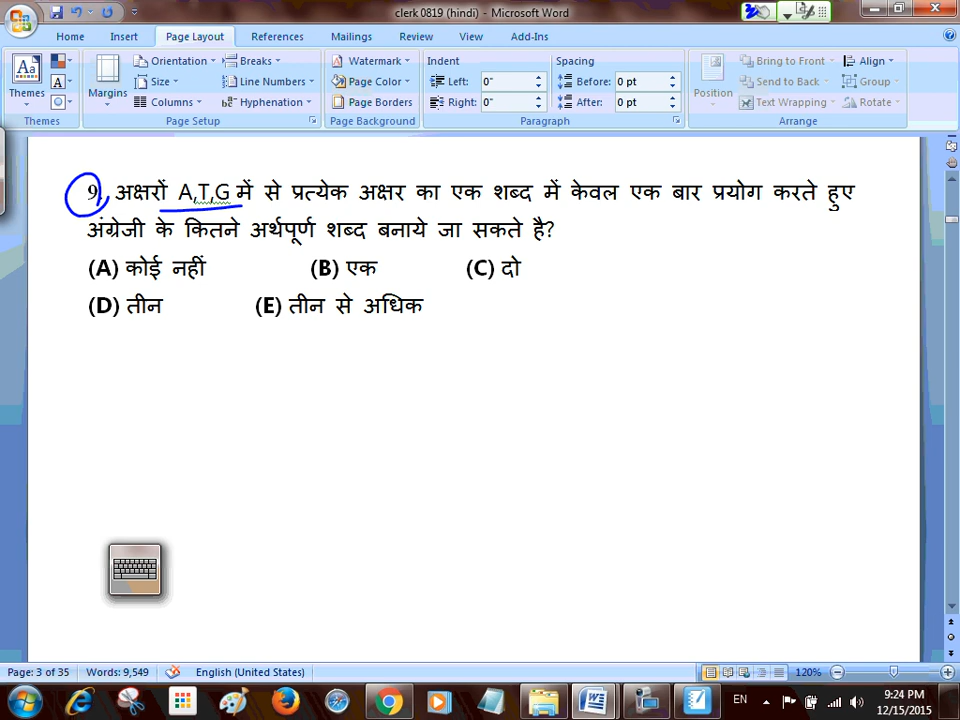 clerk 0819 (hindi) - Microsoft Word
Home Insert Page Layout References Mailings Review View Add-Ins
Orientation Breaks Watermark Indent Spacing Bring to Front Align
Size Line Numbers Page Color Left: 0" Before: 0 pt Send to Back Group
Themes Margins Columns Hyphenation Page Borders Right: 0" After: 0 pt Position Text Wrapping Rotate
Themes Page Setup Page Background Paragraph Arrange
9. अक्षरों A,T,G में से प्रत्येक अक्षर का एक शब्द में केवल एक बार प्रयोग करते हुए
अंग्रेजी के कितने अर्थपूर्ण शब्द बनाये जा सकते है?
(A) कोई नहीं (B) एक (C) दो
(D) तीन (E) तीन से अधिक
Page: 3 of 35 Words: 9,549 English (United States) 120%
EN 9:24 PM
12/15/2015